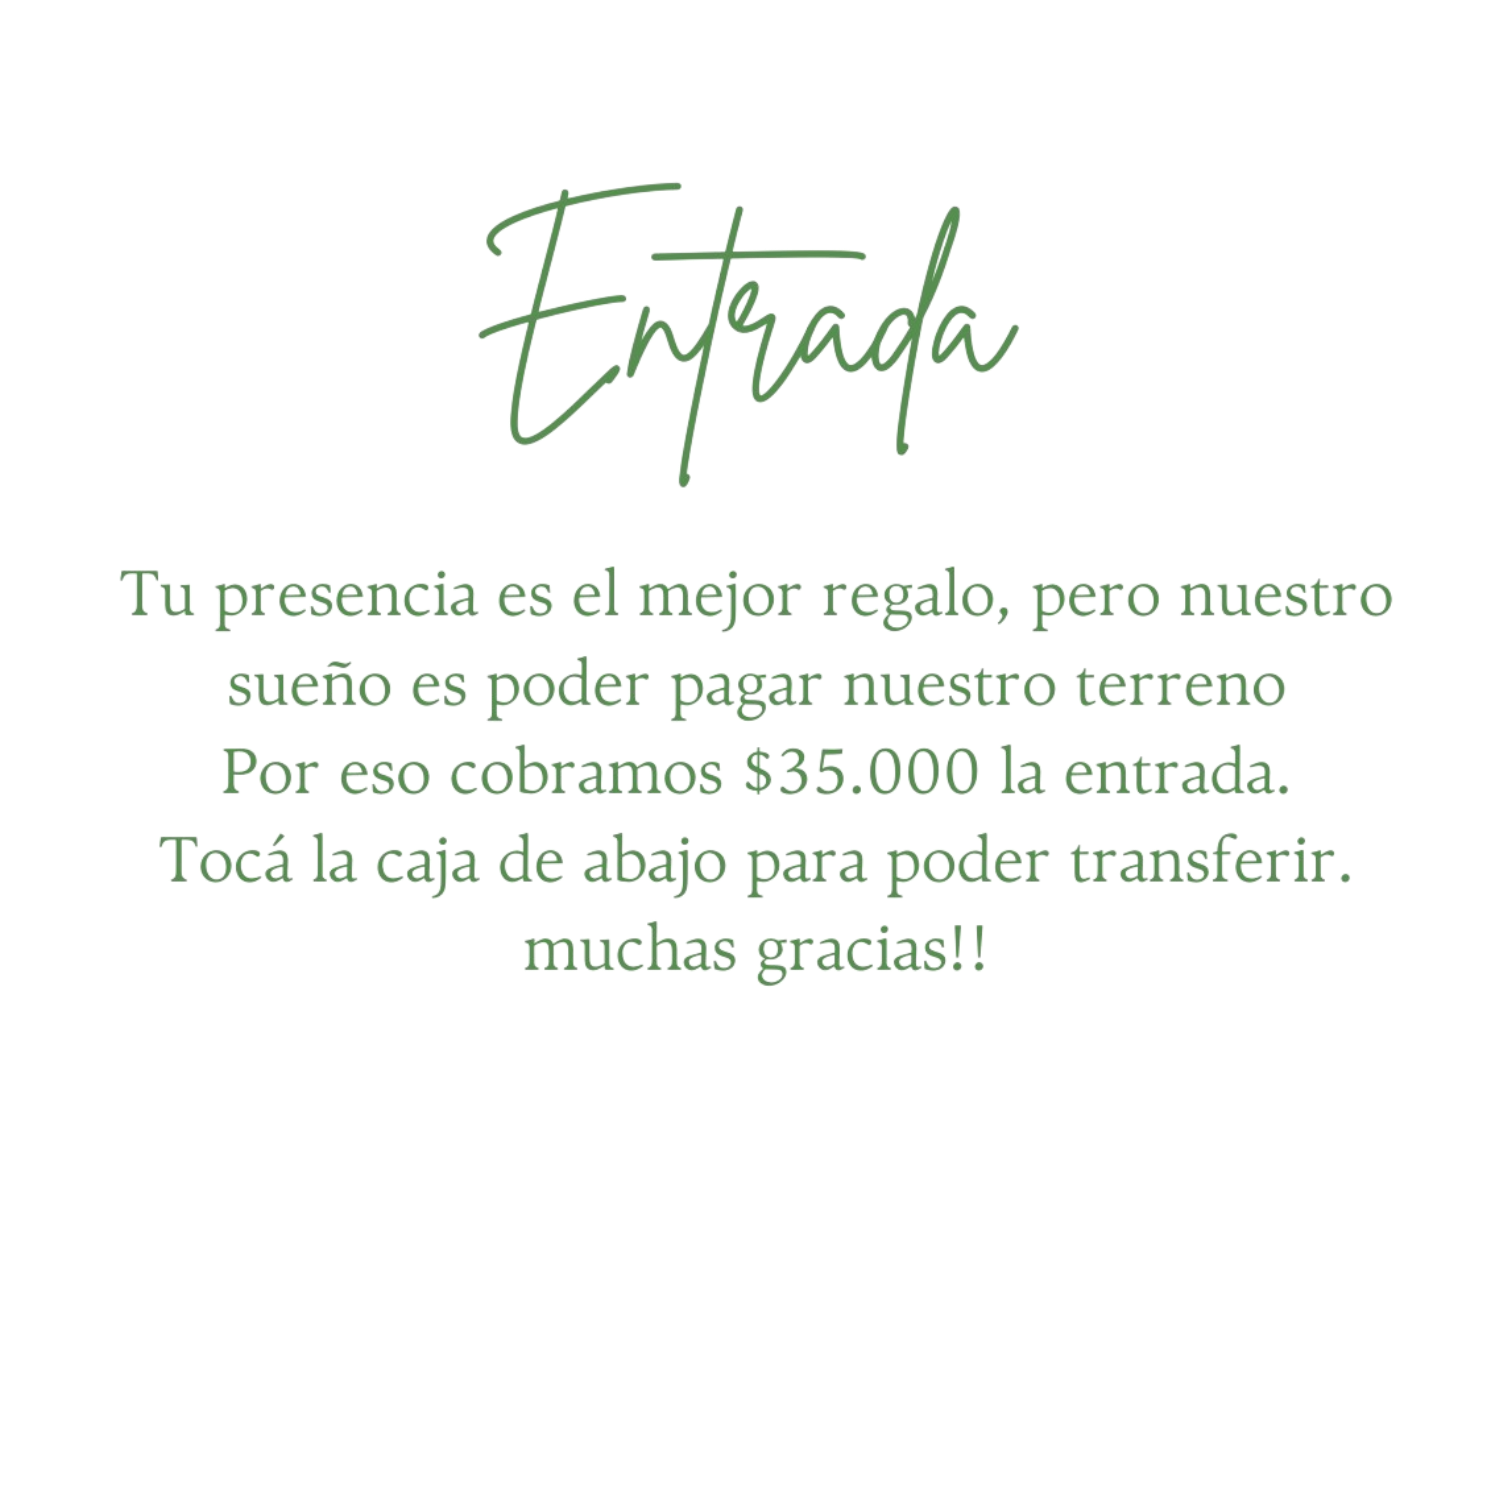 Entrada
Tu presencia es el mejor regalo, pero nuestro
sueño es poder pagar nuestro terreno
Por eso cobramos $35.000 la entrada.
Tocá la caja de abajo para poder transferir.
muchas gracias!!